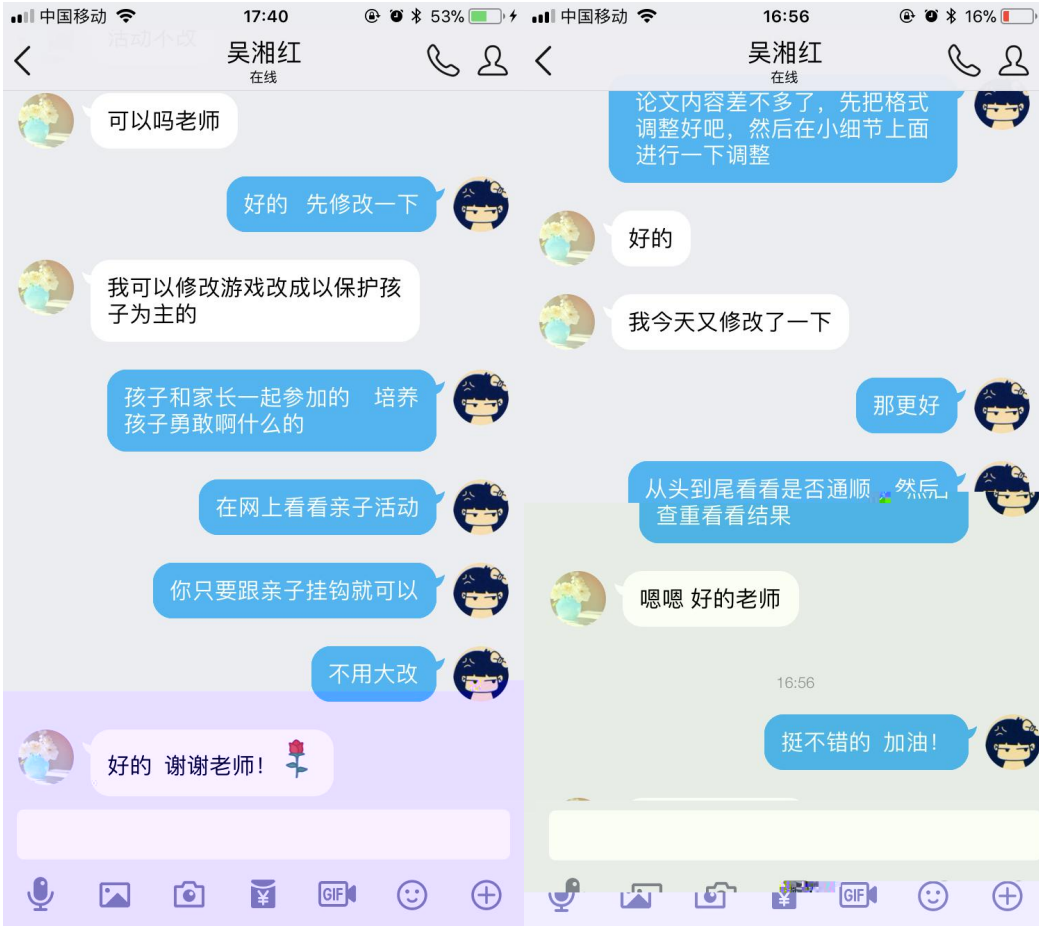 中国移动
17:40
53%
活动小改
吴湘红
在线
可以吗老师
好的 先修改一下
我可以修改游戏改成以保护孩
子为主的
孩子和家长一起参加的 培养
孩子勇敢啊什么的
在网上看看亲子活动
你只要跟亲子挂钩就可以
不用大改
好的 谢谢老师!
GIF
中国移动
16:56
16%
吴湘红
在线
论文内容差不多了，先把格式
调整好吧，然后在小细节上面
进行一下调整
好的
我今天又修改了一下
那更好
从头到尾看看是否通顺 然后
查重看看结果
嗯嗯 好的老师
16:56
挺不错的 加油!
GIF